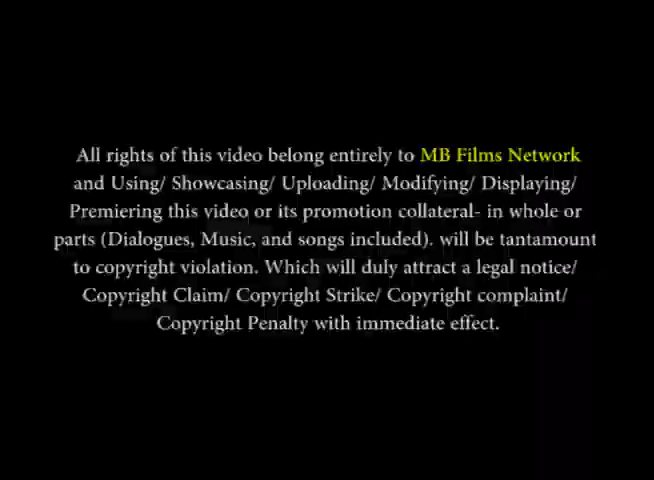 All rights of this video belong entirely to MB Films Network
and Using/ Showcasing/ Uploading/ Modifying/ Displaying/
Premiering this video or its promotion collateral- in whole or
parts (Dialogues, Music, and songs included). will be tantamount
to copyright violation. Which will duly attract a legal notice/
Copyright Claim/ Copyright Strike/ Copyright complaint/
Copyright Penalty with immediate effect.